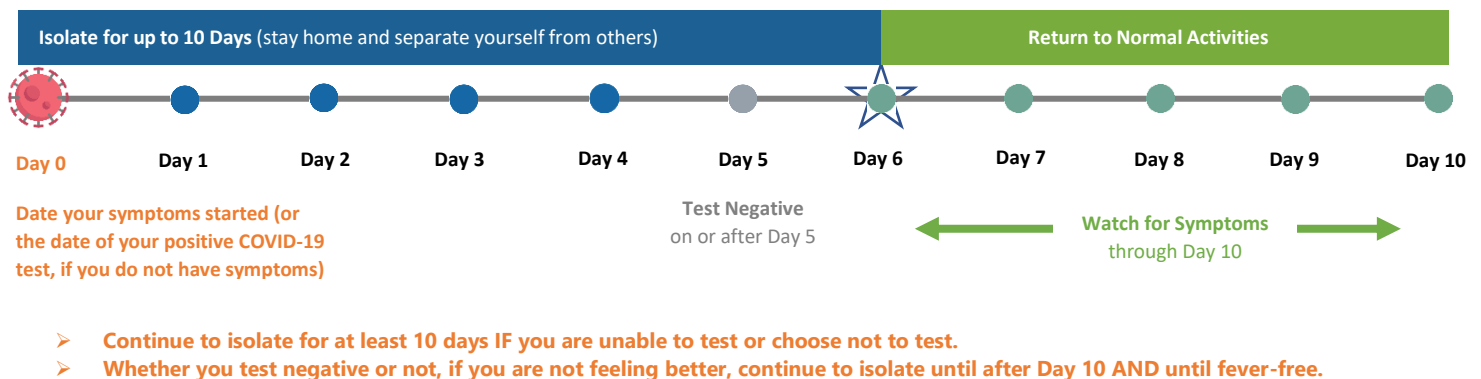 Isolate for up to 10 Days (stay home and separate yourself from others)
Return to Normal Activities
Day 0
Day 1
Day 2
Day 3
Day 4
Day 5
Day 6
Day 7
Day 8
Day 9
Day 10
Date your symptoms started (or
the date of your positive COVID-19
test, if you do not have symptoms)
Test Negative
on or after Day 5
Watch for Symptoms
through Day 10
➢ Continue to isolate for at least 10 days IF you are unable to test or choose not to test.
➢ Whether you test negative or not, if you are not feeling better, continue to isolate until after Day 10 AND until fever-free.